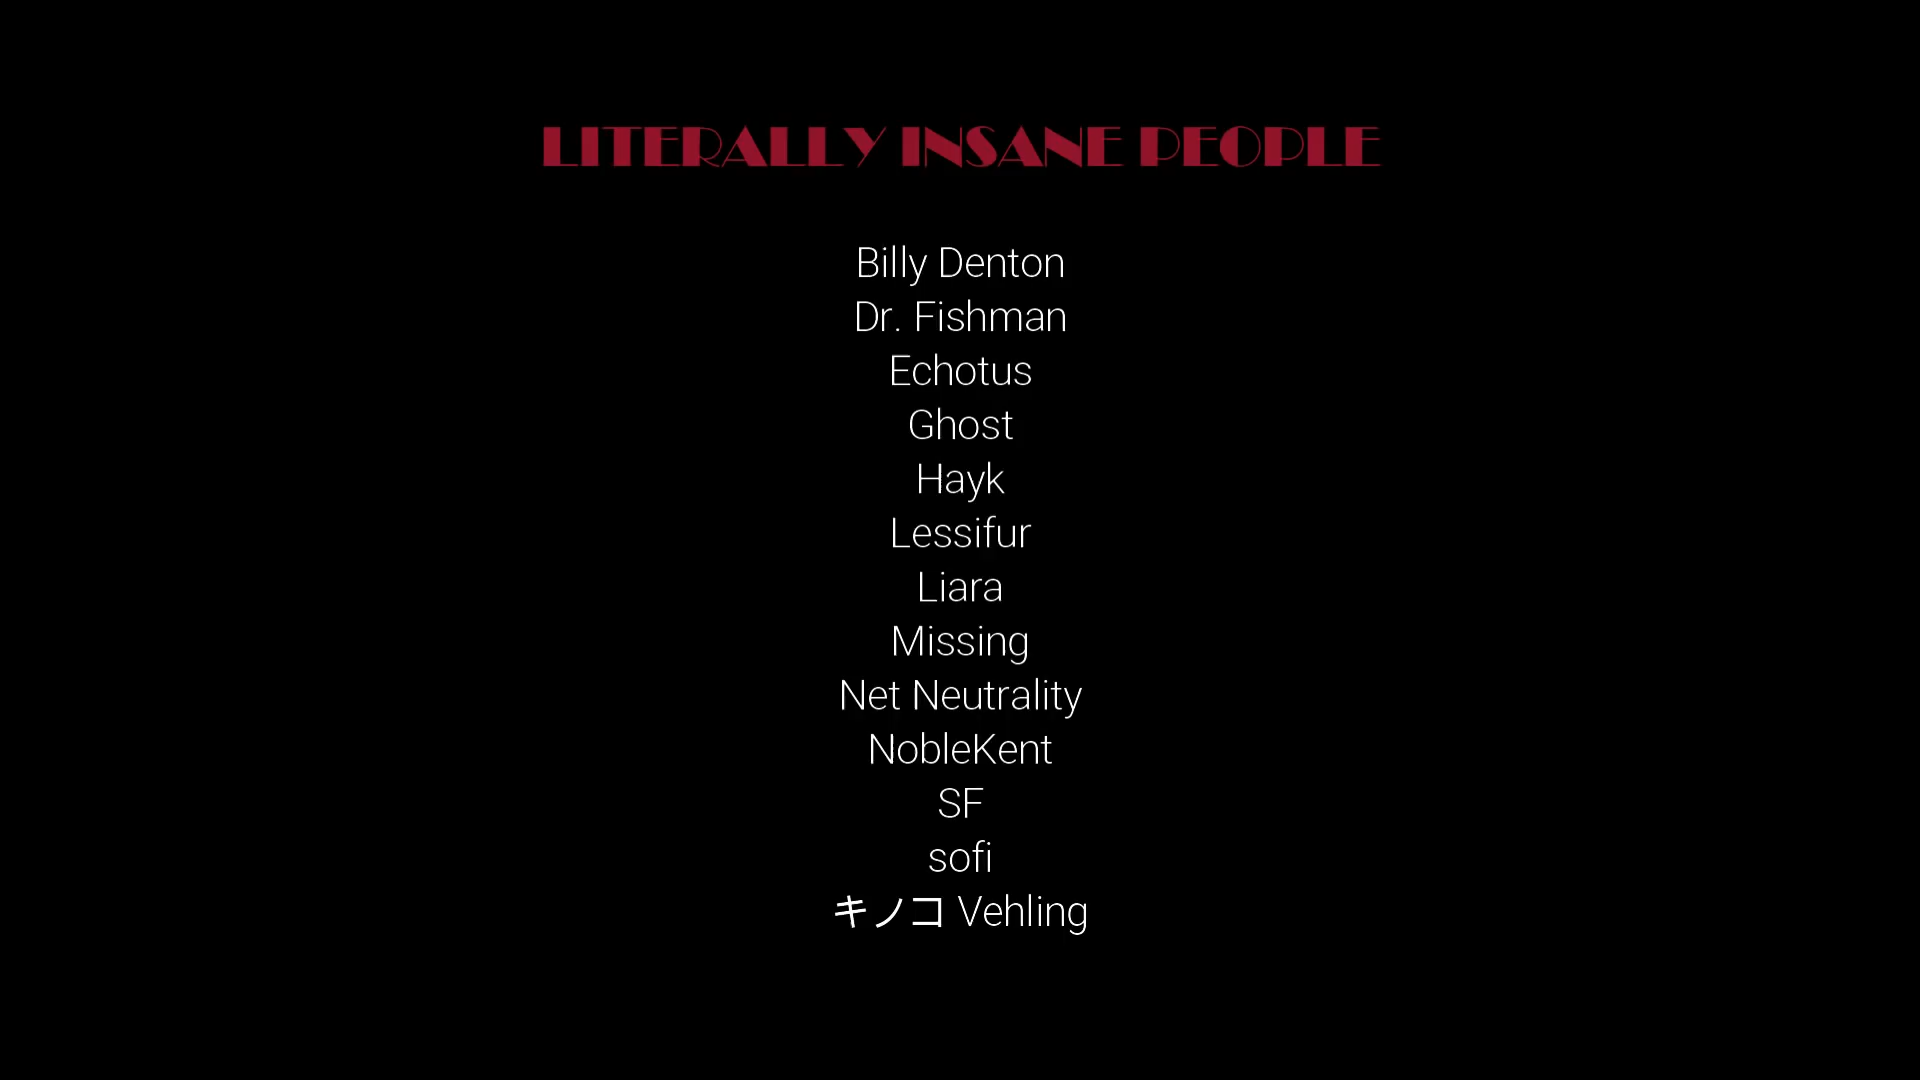 LITERALLY INSANE PEOPLE
Billy Denton
Dr. Fishman
Echotus
Ghost
Hayk
Lessifur
Liara
Missing
Net Neutrality
NobleKent
SF
sofi
キノコ Vehling